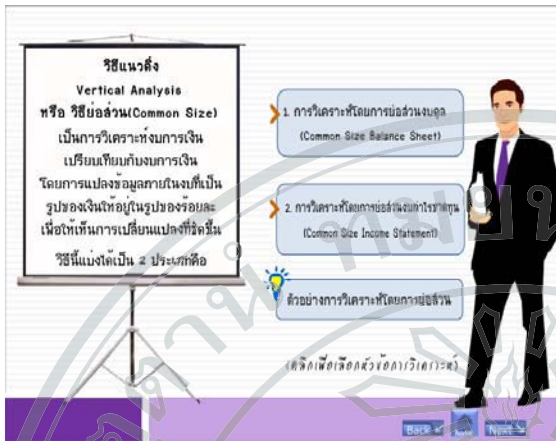 วิธีแนวดิ่ง
Vertical Analysis
หรือ วิธีย่อส่วน(Common Size)
เป็นการวิเคราะห์งบการเงิน
เปรียบเทียบกับงบการเงิน
โดยการแปลงข้อมูลภายในงบที่เป็น
รูปของเงินให้อยู่ในรูปของร้อยละ
เพื่อให้เห็นการเปลี่ยนแปลงที่ชัดขึ้น
วิธีนี้แบ่งได้เป็น 2 ประเภทคือ
1. การวิเคราะห์โดยการย่อส่วนงบดุล
(Common Size Balance Sheet)
2. การวิเคราะห์โดยการย่อส่วนงบกำไรขาดทุน
(Common Size Income Statement)
ตัวอย่างการวิเคราะห์โดยการย่อส่วน
(คลิกเพื่อเลือกหัวข้อการวิเคราะห์)
Back
Next